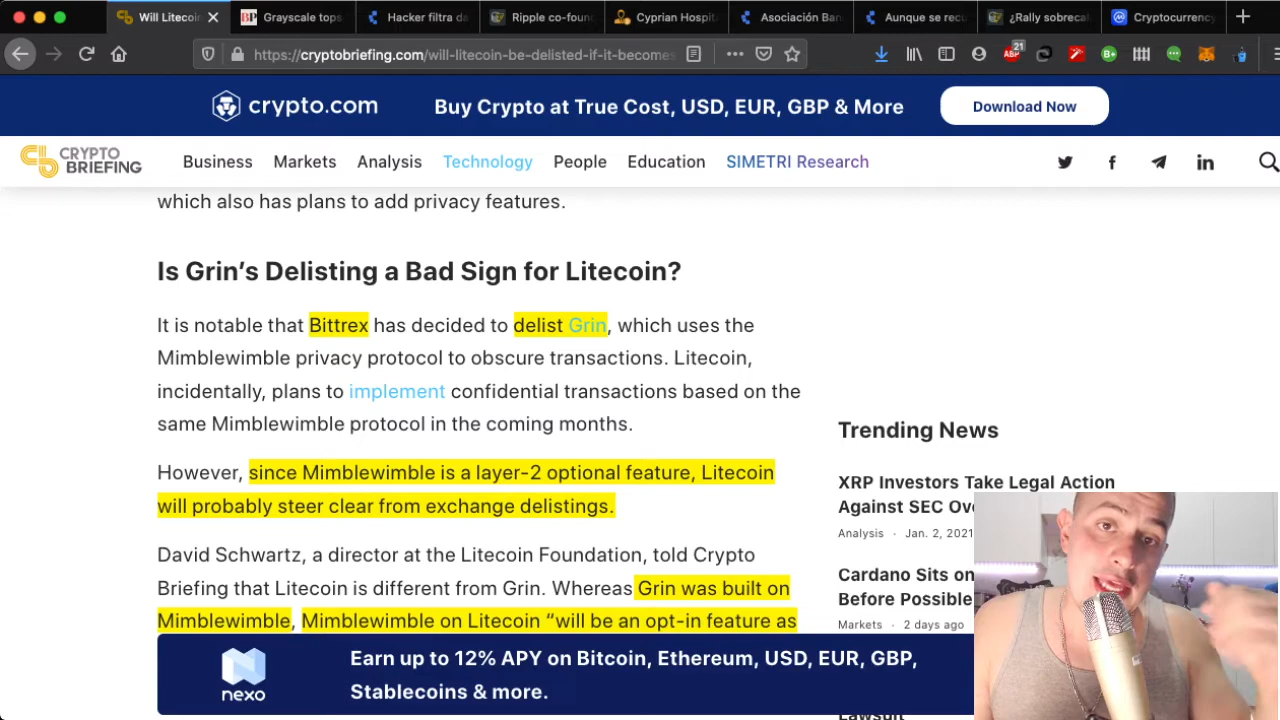 Will Litecoi
Grayscale tops
Hacker filtra da
Ripple co-foun
Cyprian Hospit
Asociación Ban
Aunque se recu
¿Rally sobrecal
Cryptocurrency
https://cryptobriefing.com/will-litecoin-be-delisted-if-it-becomes
21
crypto.com
Buy Crypto at True Cost, USD, EUR, GBP & More
Download Now
CRYPTO
BRIEFING
Business
Markets
Analysis
Technology
People
Education
SIMETRI Research
which also has plans to add privacy features.
Is Grin's Delisting a Bad Sign for Litecoin?
It is notable that Bittrex has decided to delist Grin, which uses the
Mimblewimble privacy protocol to obscure transactions. Litecoin,
incidentally, plans to implement confidential transactions based on the
same Mimblewimble protocol in the coming months.
However, since Mimblewimble is a layer-2 optional feature, Litecoin
will probably steer clear from exchange delistings.
David Schwartz, a director at the Litecoin Foundation, told Crypto
Briefing that Litecoin is different from Grin. Whereas Grin was built on
Mimblewimble, Mimblewimble on Litecoin “will be an opt-in feature as
Trending News
XRP Investors Take Legal Action
Against SEC Ov
Analysis · Jan. 2, 2021
Cardano Sits on
Before Possible
Markets · 2 days ago
Lawsuit
nexo
Earn up to 12% APY on Bitcoin, Ethereum, USD, EUR, GBP,
Stablecoins & more.